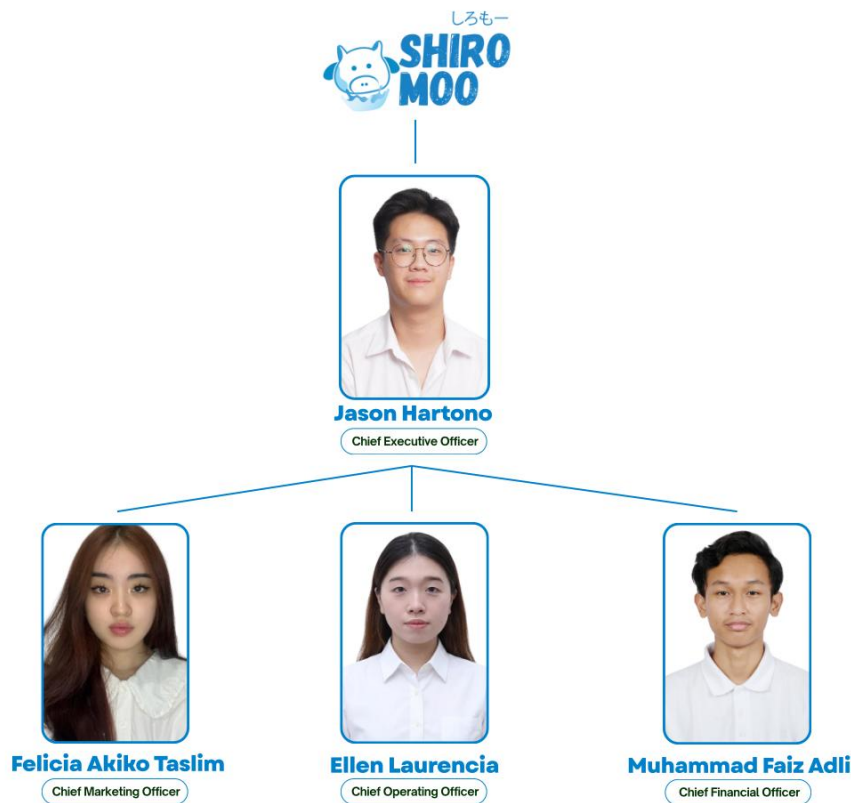 しろもー
SHIRO
MOO
Jason Hartono
Chief Executive Officer
Felicia Akiko Taslim
Chief Marketing Officer
Ellen Laurencia
Chief Operating Officer
Muhammad Faiz Adli
Chief Financial Officer